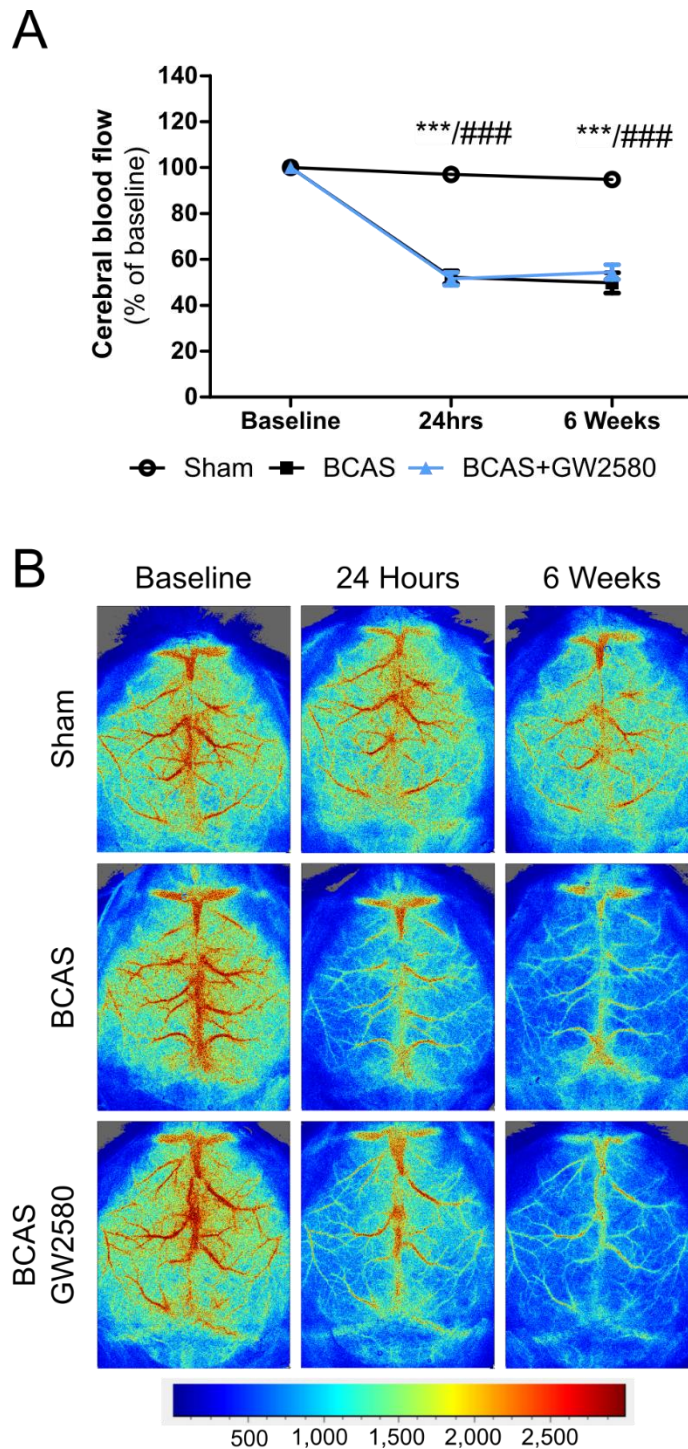 A
Cerebral blood flow
(% of baseline)
140
120
100
80
60
40
20
0
***/###
***/###
Baseline
24hrs
6 Weeks
Sham
BCAS
BCAS+GW2580
B
Baseline
24 Hours
6 Weeks
Sham
BCAS
BCAS
GW2580
500
1,000
1,500
2,000
2,500